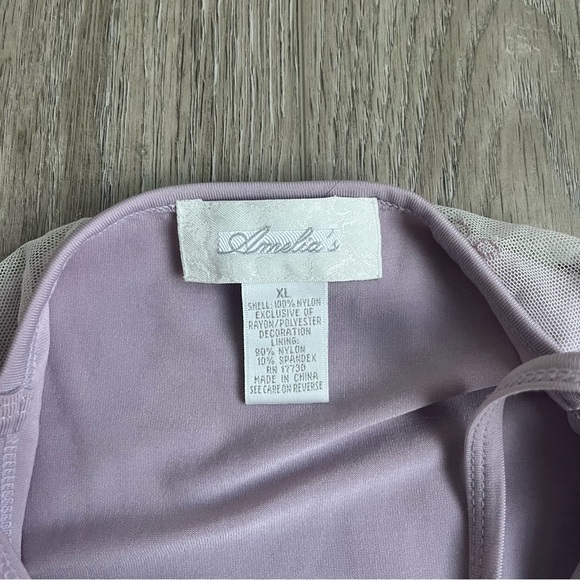 Amelia's
XL
SHELL: 100% NYLON
EXCLUSIVE OF
RAYON/POLYESTER
DECORATION
LINING:
90% NYLON
10% SPANDEX
RN 17730
MADE IN CHINA
SEE CARE ON REVERSE